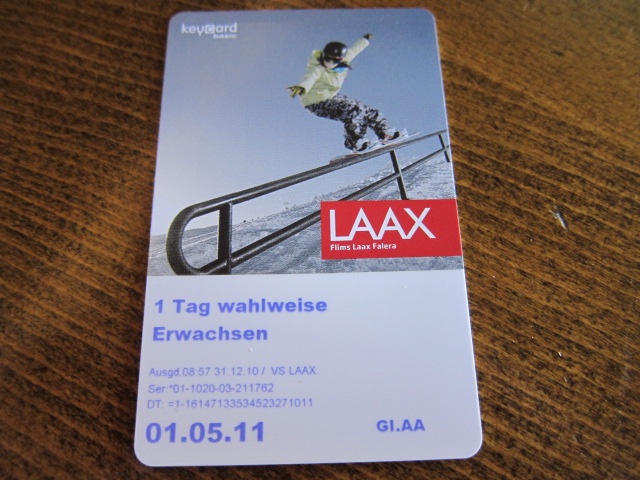 keycard
basic
LAAX
Flims Laax Falera
1 Tag wahlweise
Erwachsen
Ausgd.08:57 31.12.10 / VS LAAX
Ser:*01-1020-03-211762
DT: =1-16147133534523271011
01.05.11 GI.AA